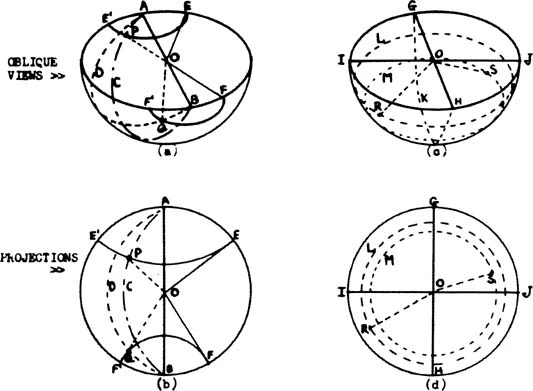 A
E
E'
P
O
D
C
F
B
F'
G
(a)
OBLIQUE
VIEWS >>
G
L
I
O
J
M
S
K
R
H
(c)
A
E'
E
P
D
C
O
F'
B
F
(b)
PROJECTIONS
>>
G
L
M
I
O
J
S
R
H
(d)